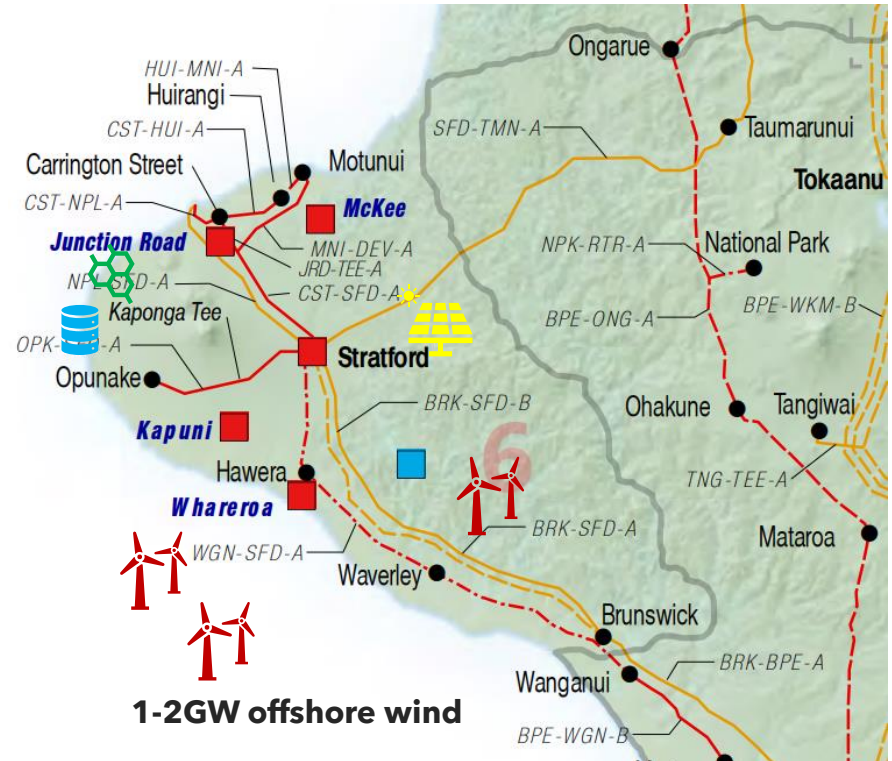 Ongarue
HUI-MNI-A
Huirangi
CST-HUI-A
SFD-TMN-A
Taumarunui
Carrington Street
Motunui
Tokaanu
CST-NPL-A
McKee
Junction Road
MNI-DEV-A
National Park
NPK-RTR-A
JRD-TEE-A
NPL-SFD-A
CST-SFD-A
BPE-WKM-B
Kaponga Tee
BPE-ONG-A
OPK-
-A
Stratford
Opunake
BRK-SFD-B
Ohakune
Tangiwai
Kapuni
6
Hawera
TNG-TEE-A
Whareroa
BRK-SFD-A
Mataroa
WGN-SFD-A
Waverley
Brunswick
BRK-BPE-A
Wanganui
1-2GW offshore wind
BPE-WGN-B